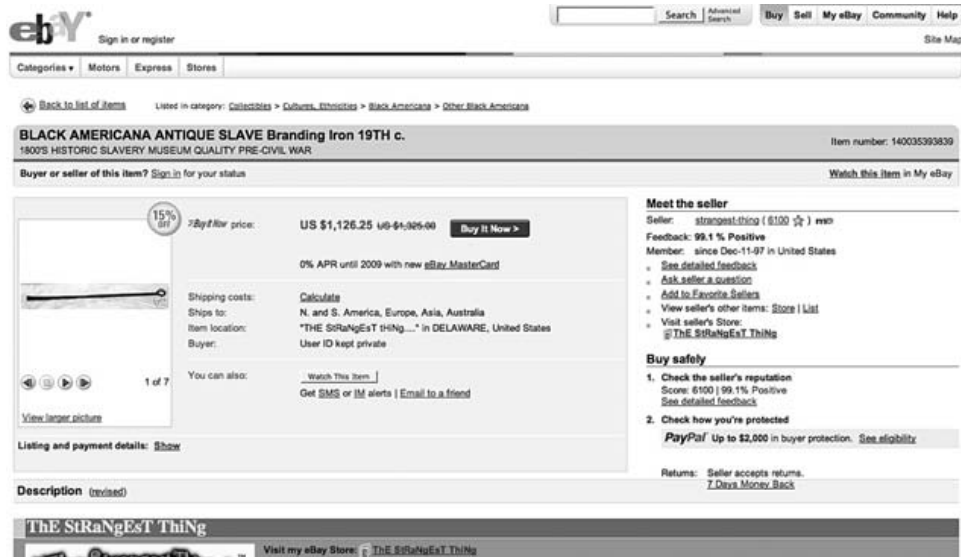 Search
Advanced
Search
Buy Sell My eBay Community Help
ebY
Sign in or register
Site Map
Categories ▾ Motors Express Stores
Back to list of items Listed in category: Collectibles > Cultures, Ethnicities > Black Americana > Other Black Americana
BLACK AMERICANA ANTIQUE SLAVE Branding Iron 19TH c.
1800'S HISTORIC SLAVERY MUSEUM QUALITY PRE-CIVIL WAR
Item number: 140035393839
Buyer or seller of this item? Sign in for your status
Watch this item in My eBay
15%
OFF
Buy It Now price: US $1,126.25 US $1,325.00 Buy It Now >
0% APR until 2009 with new eBay MasterCard
Shipping costs: Calculate
Ships to: N. and S. America, Europe, Asia, Australia
Item location: "THE StRaNgEsT tHiNg...." in DELAWARE, United States
Buyer: User ID kept private
1 of 7
You can also: Watch This Item
Get SMS or IM alerts | Email to a friend
View larger picture
Listing and payment details: Show
Meet the seller
Seller: strangest-thing ( 6100 ) me
Feedback: 99.1 % Positive
Member: since Dec-11-97 in United States
See detailed feedback
Ask seller a question
Add to Favorite Sellers
View seller's other items: Store | List
Visit seller's Store:
ThE StRaNgEsT ThiNg
Buy safely
1. Check the seller's reputation
Score: 6100 | 99.1% Positive
See detailed feedback
2. Check how you're protected
PayPal Up to $2,000 in buyer protection. See eligibility
Returns: Seller accepts returns.
7 Days Money Back
Description (revised)
ThE StRaNgEsT ThiNg
Visit my eBay Store: ThE StRaNgEsT ThiNg